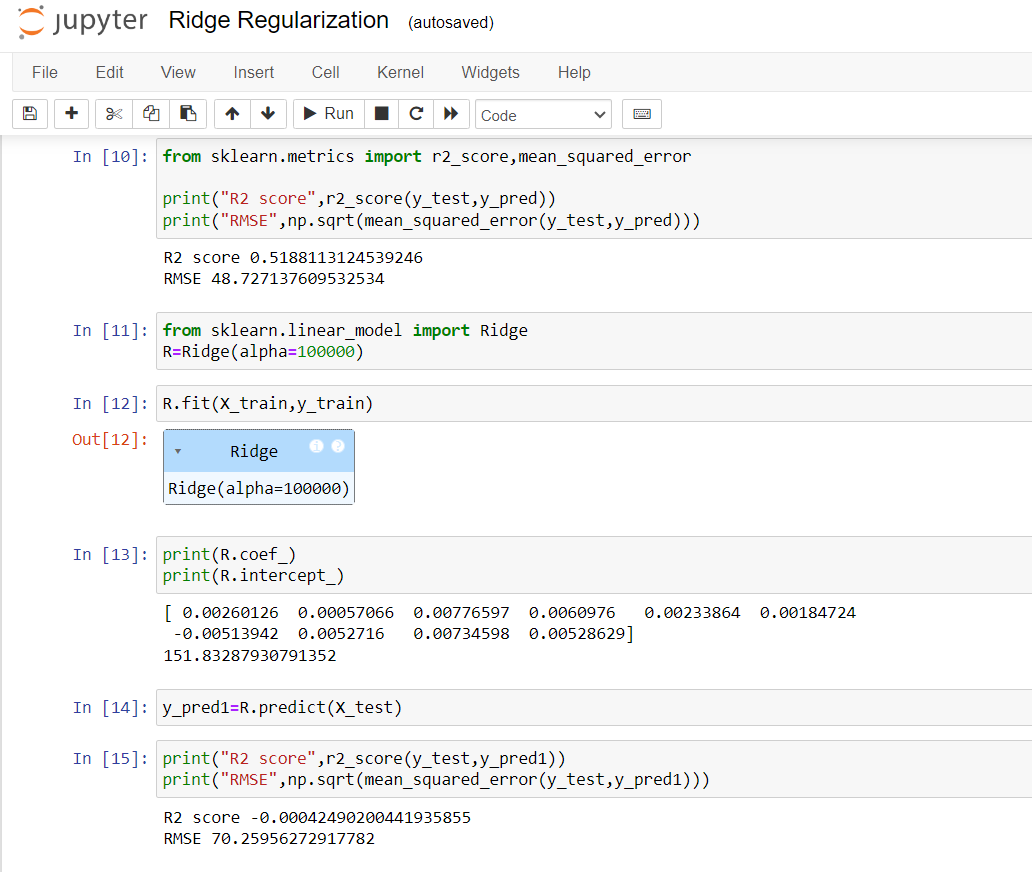 jupyter Ridge Regularization (autosaved)
File Edit View Insert Cell Kernel Widgets Help
Run Code
In [10]: from sklearn.metrics import r2_score,mean_squared_error
print("R2 score",r2_score(y_test,y_pred))
print("RMSE",np.sqrt(mean_squared_error(y_test,y_pred)))
R2 score 0.5188113124539246
RMSE 48.727137609532534
In [11]: from sklearn.linear_model import Ridge
R=Ridge(alpha=100000)
In [12]: R.fit(X_train,y_train)
Out[12]:
Ridge i ?
Ridge(alpha=100000)
In [13]: print(R.coef_)
print(R.intercept_)
[ 0.00260126 0.00057066 0.00776597 0.0060976 0.00233864 0.00184724
-0.00513942 0.0052716 0.00734598 0.00528629]
151.83287930791352
In [14]: y_pred1=R.predict(X_test)
In [15]: print("R2 score",r2_score(y_test,y_pred1))
print("RMSE",np.sqrt(mean_squared_error(y_test,y_pred1)))
R2 score -0.00042490200441935855
RMSE 70.25956272917782